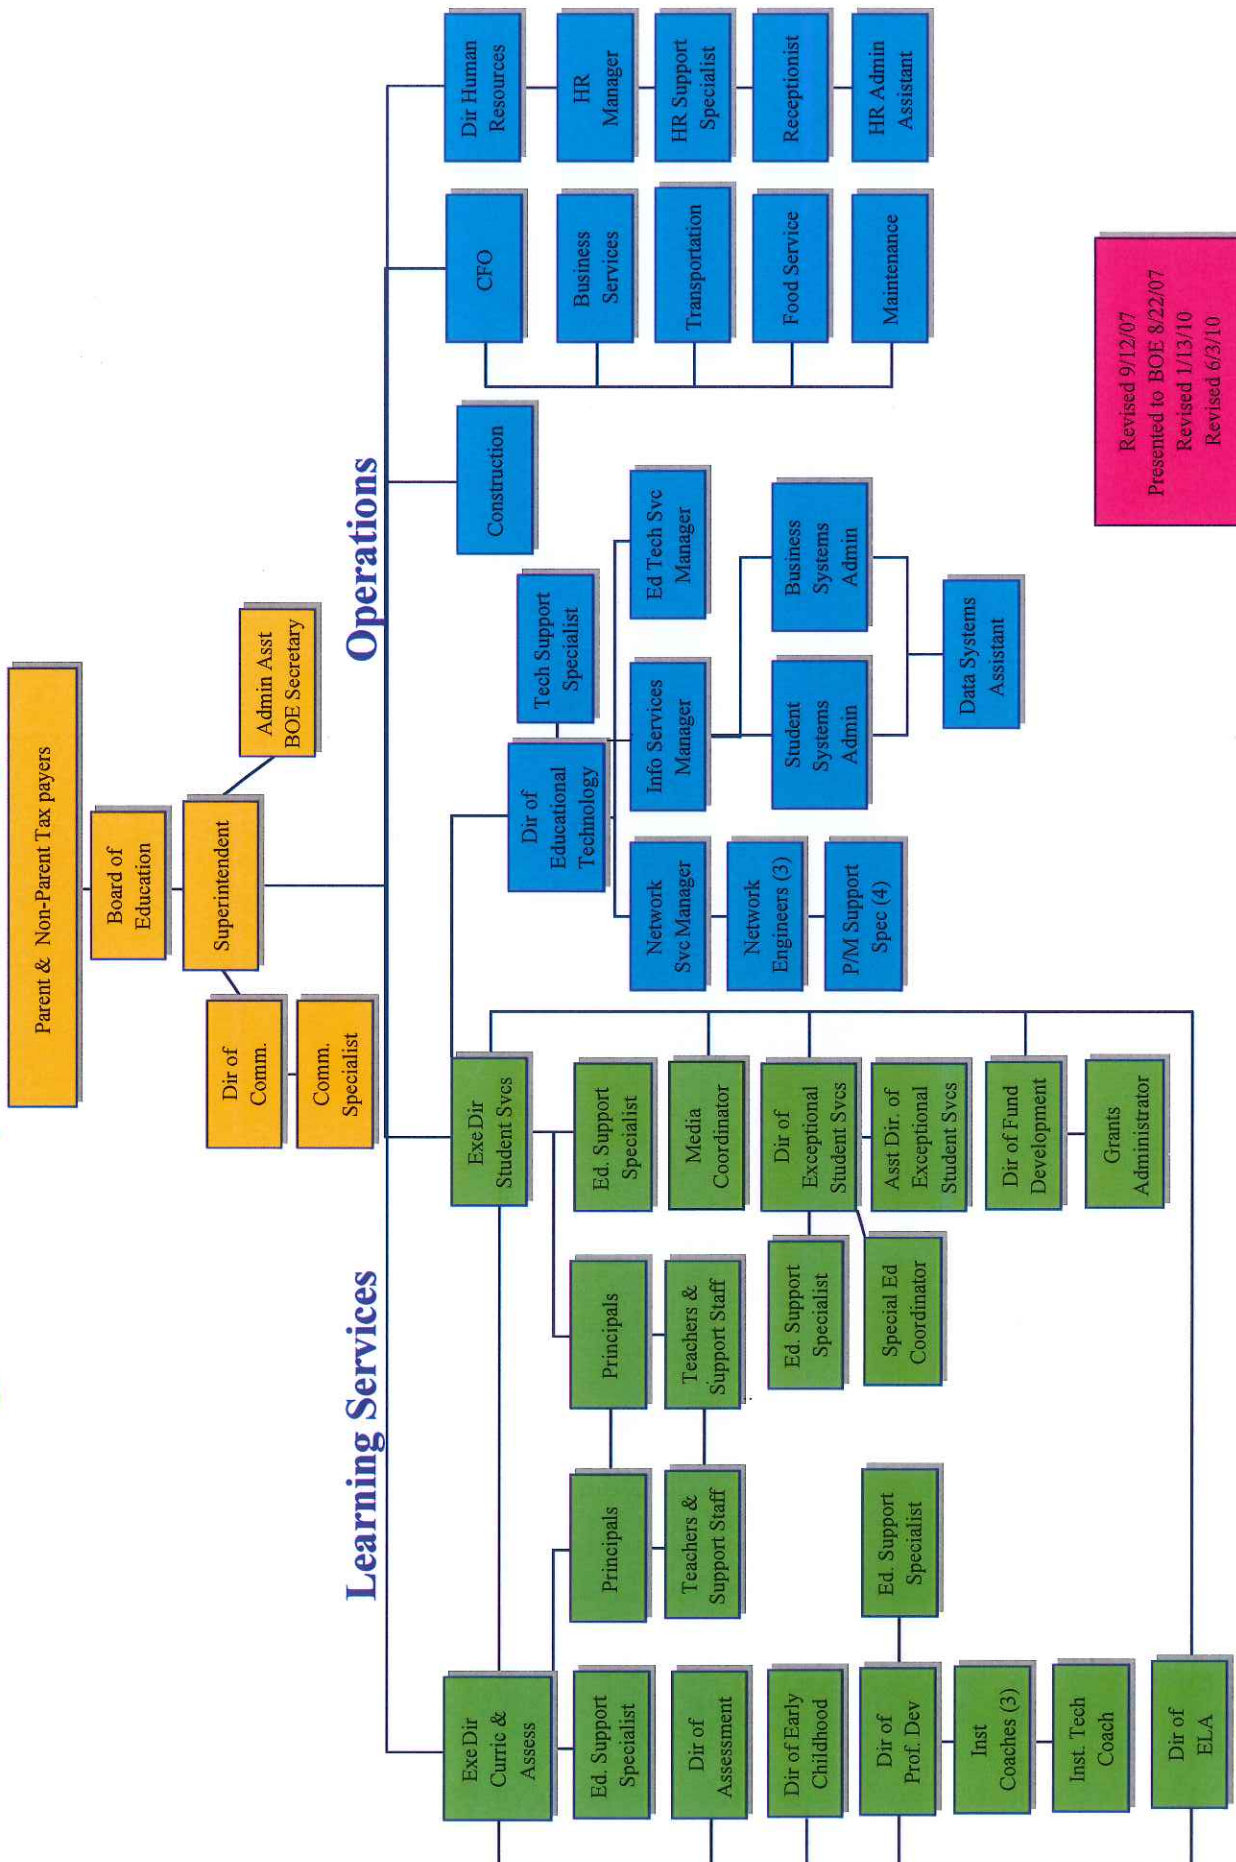 Parent & Non-Parent Tax payers
Board of
Education
Superintendent
Admin Asst
BOE Secretary
Dir of
Comm.
Comm.
Specialist
Learning Services
Operations
ExeDir
Curric &
Assess
Ed. Support
Specialist
Dir of
Assessment
Dir of Early
Childhood
Dir of
Prof. Dev
Ed. Support
Specialist
Inst
Coaches (3)
Inst. Tech
Coach
Dir of
ELA
Principals
Teachers &
Support Staff
Principals
Teachers &
Support Staff
ExeDir
Student Svcs
Ed. Support
Specialist
Media
Coordinator
Dir of
Exceptional
Student Svcs
Ed. Support
Specialist
Special Ed
Coordinator
Asst Dir. of
Exceptional
Student Svcs
Dir of Fund
Development
Grants
Administrator
Dir of
Educational
Technology
Tech Support
Specialist
Network
Svc Manager
Network
Engineers (3)
P/M Support
Spec (4)
Info Services
Manager
Ed Tech Svc
Manager
Student
Systems
Admin
Business
Systems
Admin
Data Systems
Assistant
Construction
CFO
Business
Services
Transportation
Food Service
Maintenance
Dir Human
Resources
HR
Manager
HR Support
Specialist
Receptionist
HR Admin
Assistant
Revised 9/12/07
Presented to BOE 8/22/07
Revised 1/13/10
Revised 6/3/10